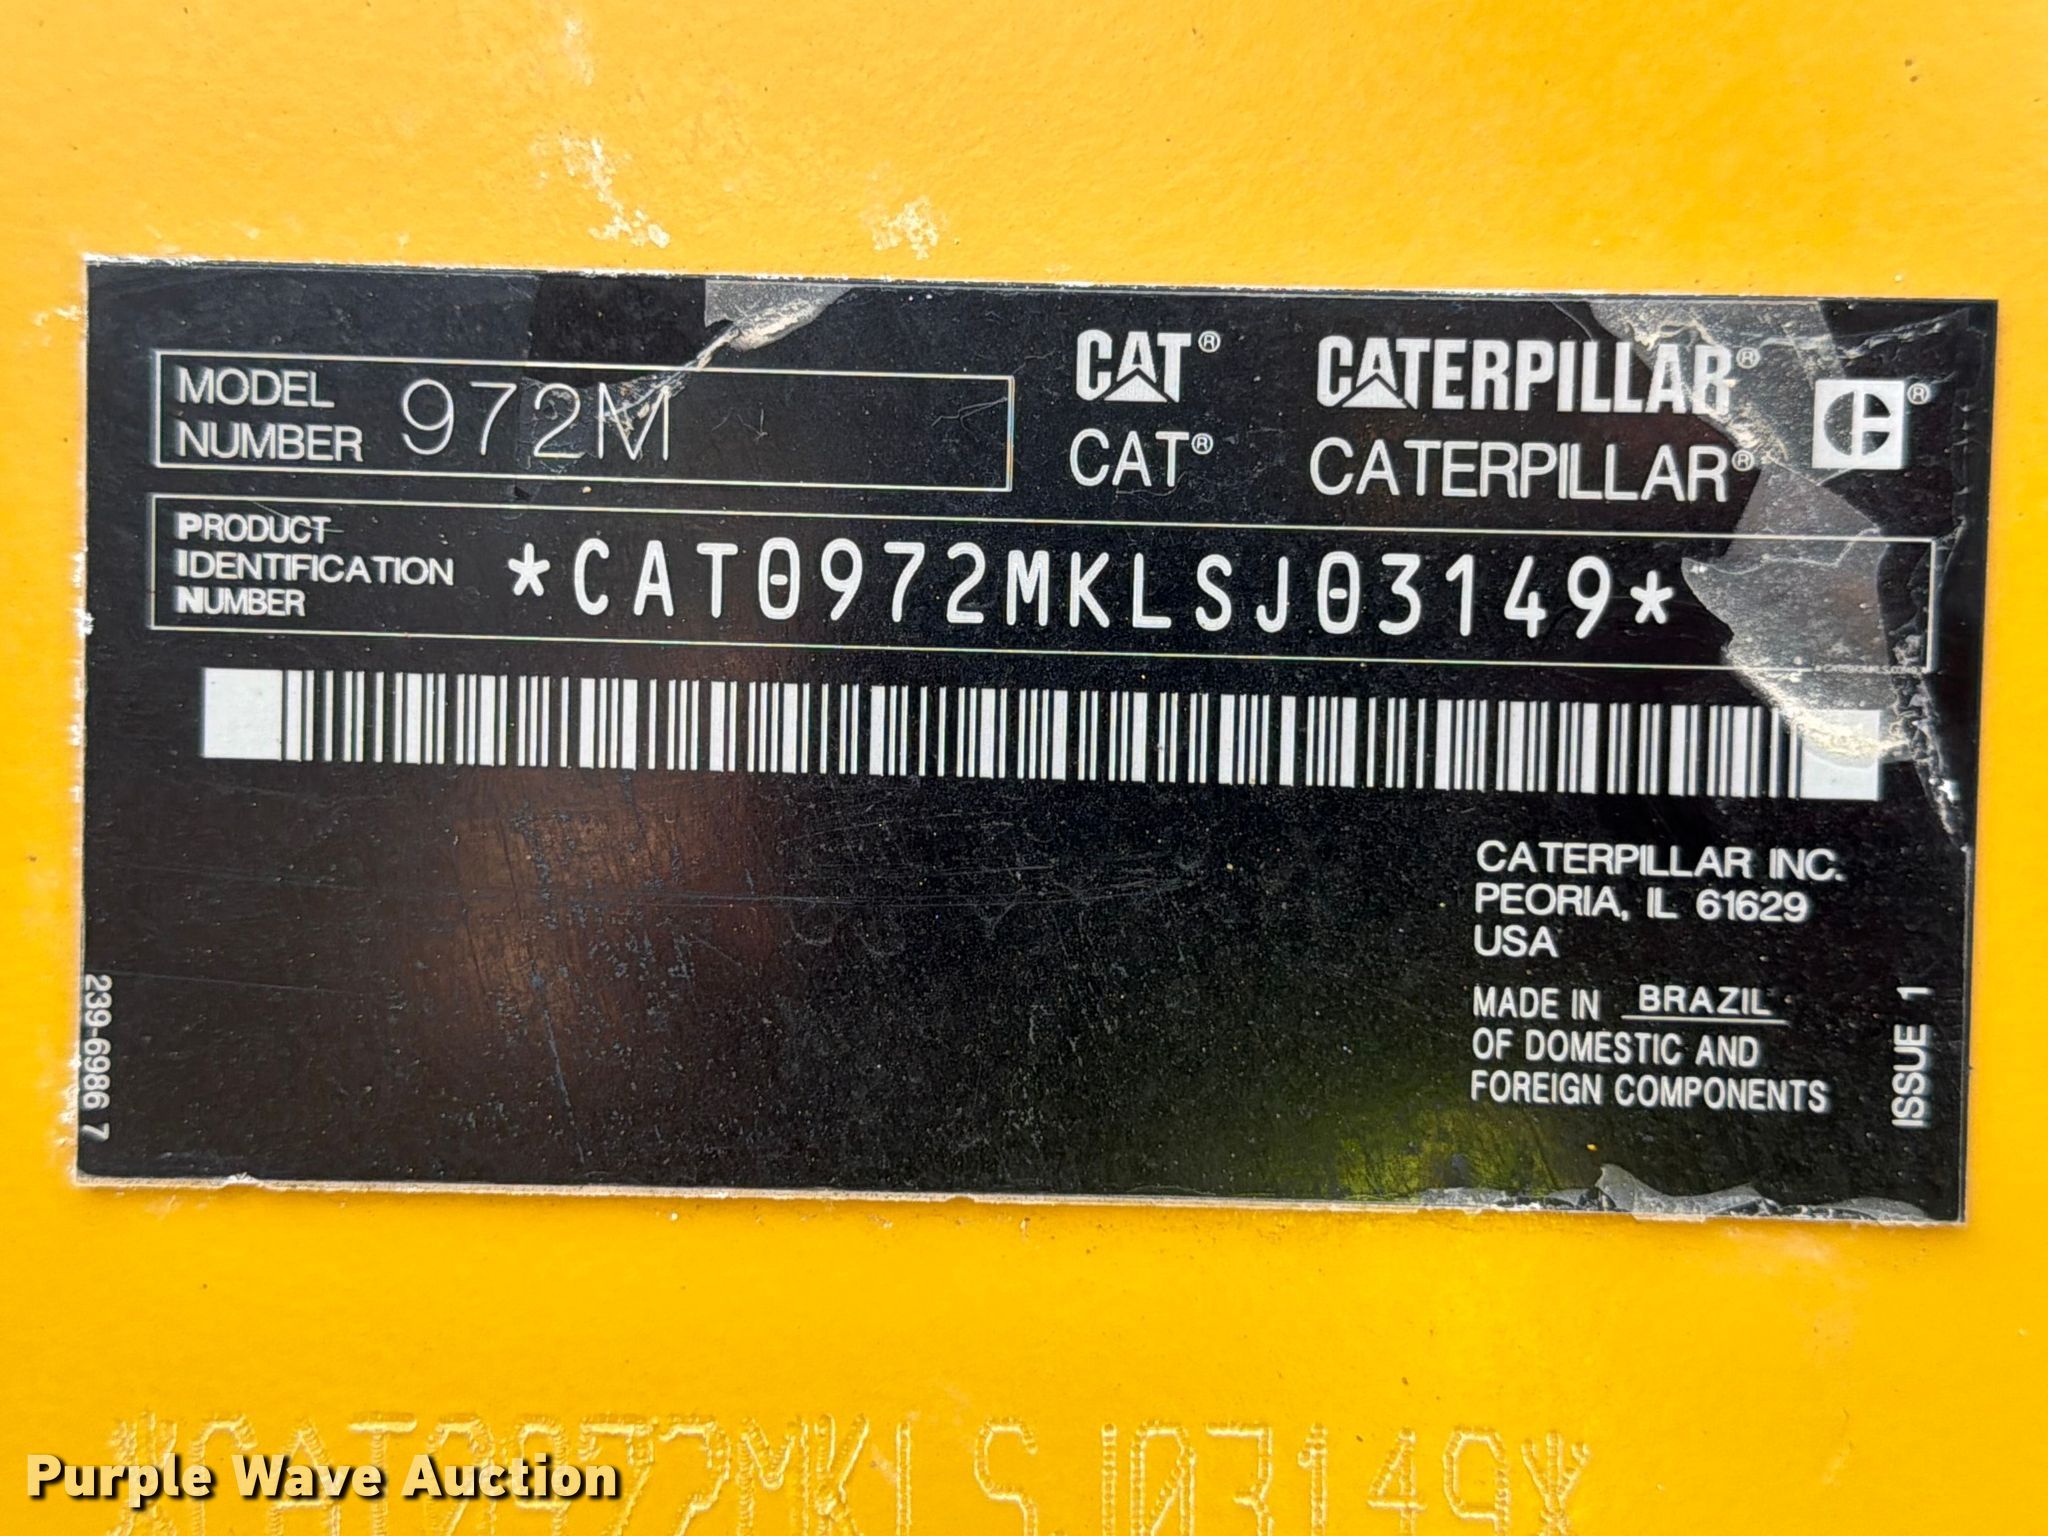 MODEL
NUMBER 972M
CAT® CATERPILLAR®
CAT® CATERPILLAR®
PRODUCT
IDENTIFICATION
NUMBER
*CAT0972MKLSJ03149*
CATERPILLAR INC.
PEORIA, IL 61629
USA
MADE IN BRAZIL
OF DOMESTIC AND
FOREIGN COMPONENTS
239-6986 7
ISSUE 1
*CAT0972MKLSJ03149*
Purple Wave Auction